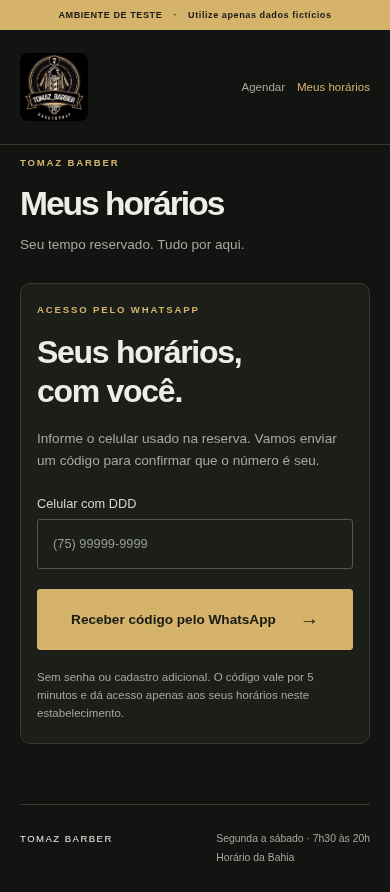 AMBIENTE DE TESTE · Utilize apenas dados fictícios
TOMAZ BARBER
Agendar Meus horários
TOMAZ BARBER
Meus horários
Seu tempo reservado. Tudo por aqui.
ACESSO PELO WHATSAPP
Seus horários,
com você.
Informe o celular usado na reserva. Vamos enviar
um código para confirmar que o número é seu.
Celular com DDD
(75) 99999-9999
Receber código pelo WhatsApp →
Sem senha ou cadastro adicional. O código vale por 5
minutos e dá acesso apenas aos seus horários neste
estabelecimento.
TOMAZ BARBER
Segunda a sábado · 7h30 às 20h
Horário da Bahia